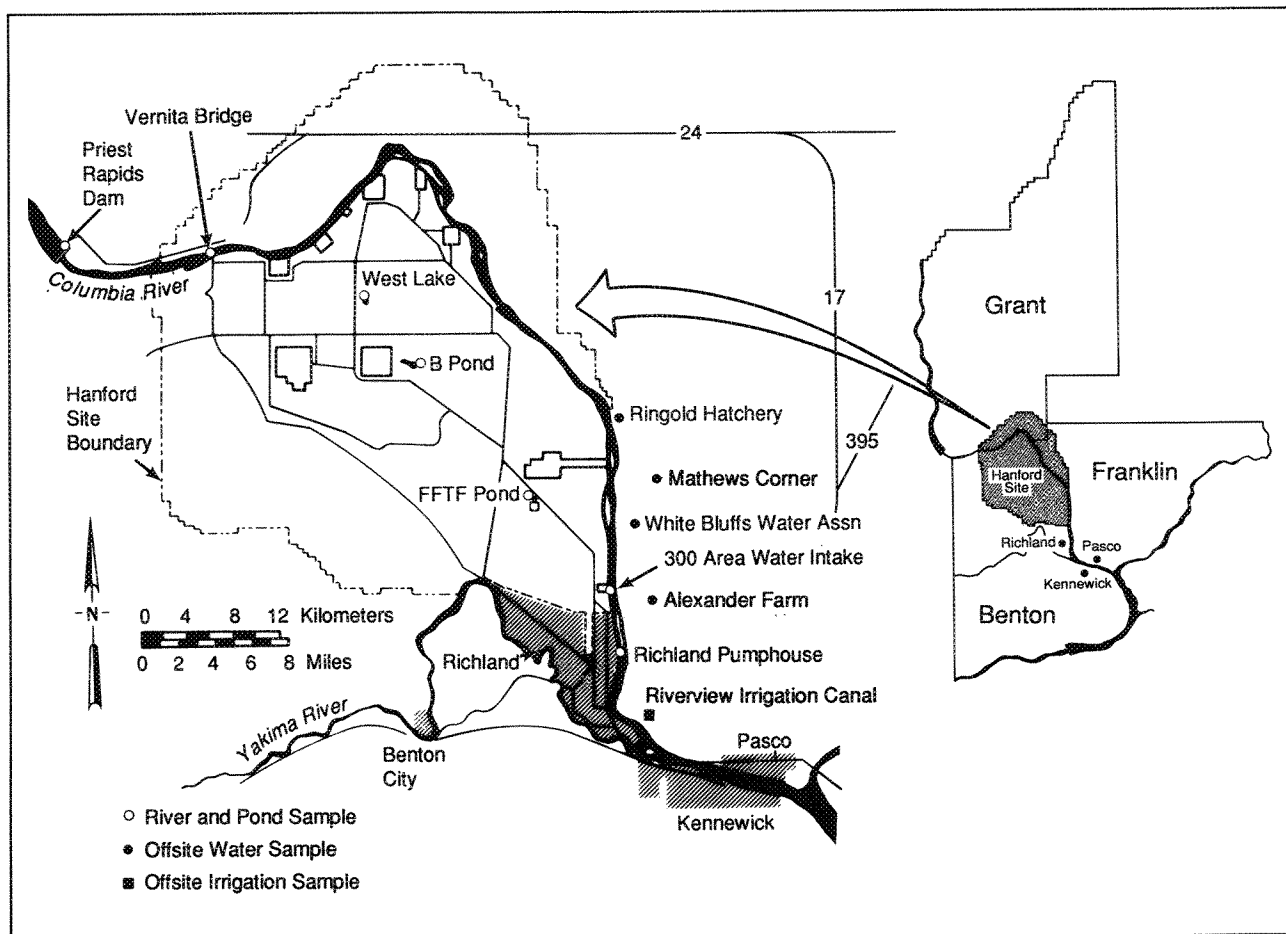 Vernita Bridge
Priest
Rapids
Dam
24
Columbia River
West Lake
17
Grant
B Pond
Hanford
Site
Boundary
Ringold Hatchery
395
Mathews Corner
Franklin
Hanford
Site
FFTF Pond
White Bluffs Water Assn
300 Area Water Intake
Richland
Pasco
Kennewick
Alexander Farm
Benton
N
0 4 8 12 Kilometers
0 2 4 6 8 Miles
Richland
Richland Pumphouse
Riverview Irrigation Canal
Yakima River
Benton
City
Pasco
Kennewick
River and Pond Sample
Offsite Water Sample
Offsite Irrigation Sample